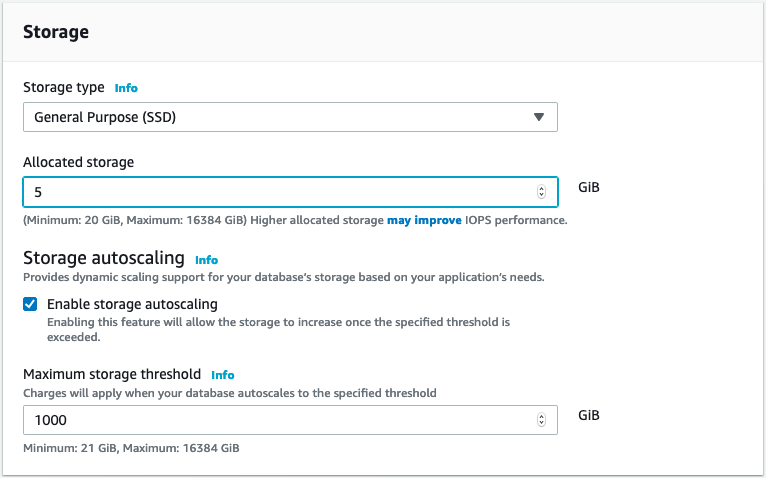 Storage
Storage type Info
General Purpose (SSD)
Allocated storage
5
GiB
(Minimum: 20 GiB, Maximum: 16384 GiB) Higher allocated storage may improve IOPS performance.
Storage autoscaling Info
Provides dynamic scaling support for your database's storage based on your application's needs.
Enable storage autoscaling
Enabling this feature will allow the storage to increase once the specified threshold is
exceeded.
Maximum storage threshold Info
Charges will apply when your database autoscales to the specified threshold
1000
GiB
Minimum: 21 GiB, Maximum: 16384 GiB